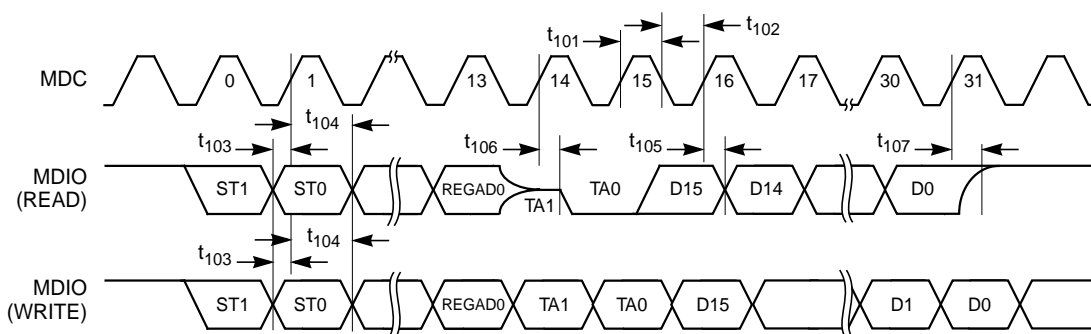 t101 t102
MDC 0 1 13 14 15 16 17 30 31
t103 t104 t106 t105 t107
MDIO
(READ)
ST1 ST0 REGAD0 TA1 TA0 D15 D14 D0
t103 t104
MDIO
(WRITE)
ST1 ST0 REGAD0 TA1 TA0 D15 D1 D0